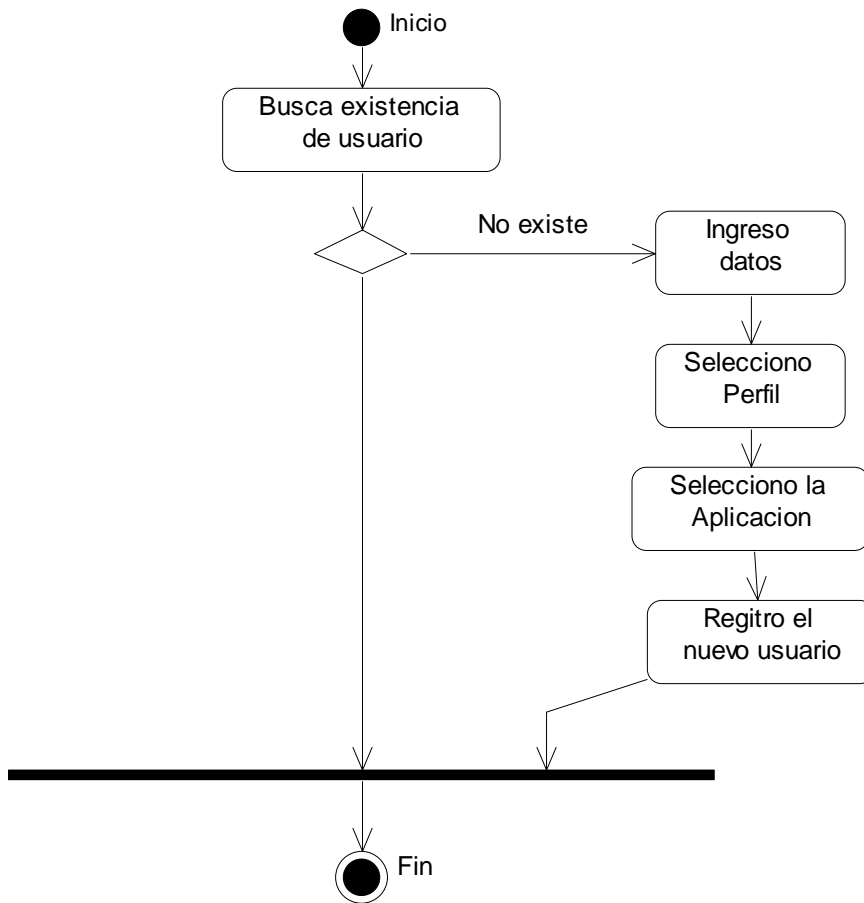 Inicio
Busca existencia
de usuario
No existe
Ingreso
datos
Selecciono
Perfil
Selecciono la
Aplicacion
Regitro el
nuevo usuario
Fin